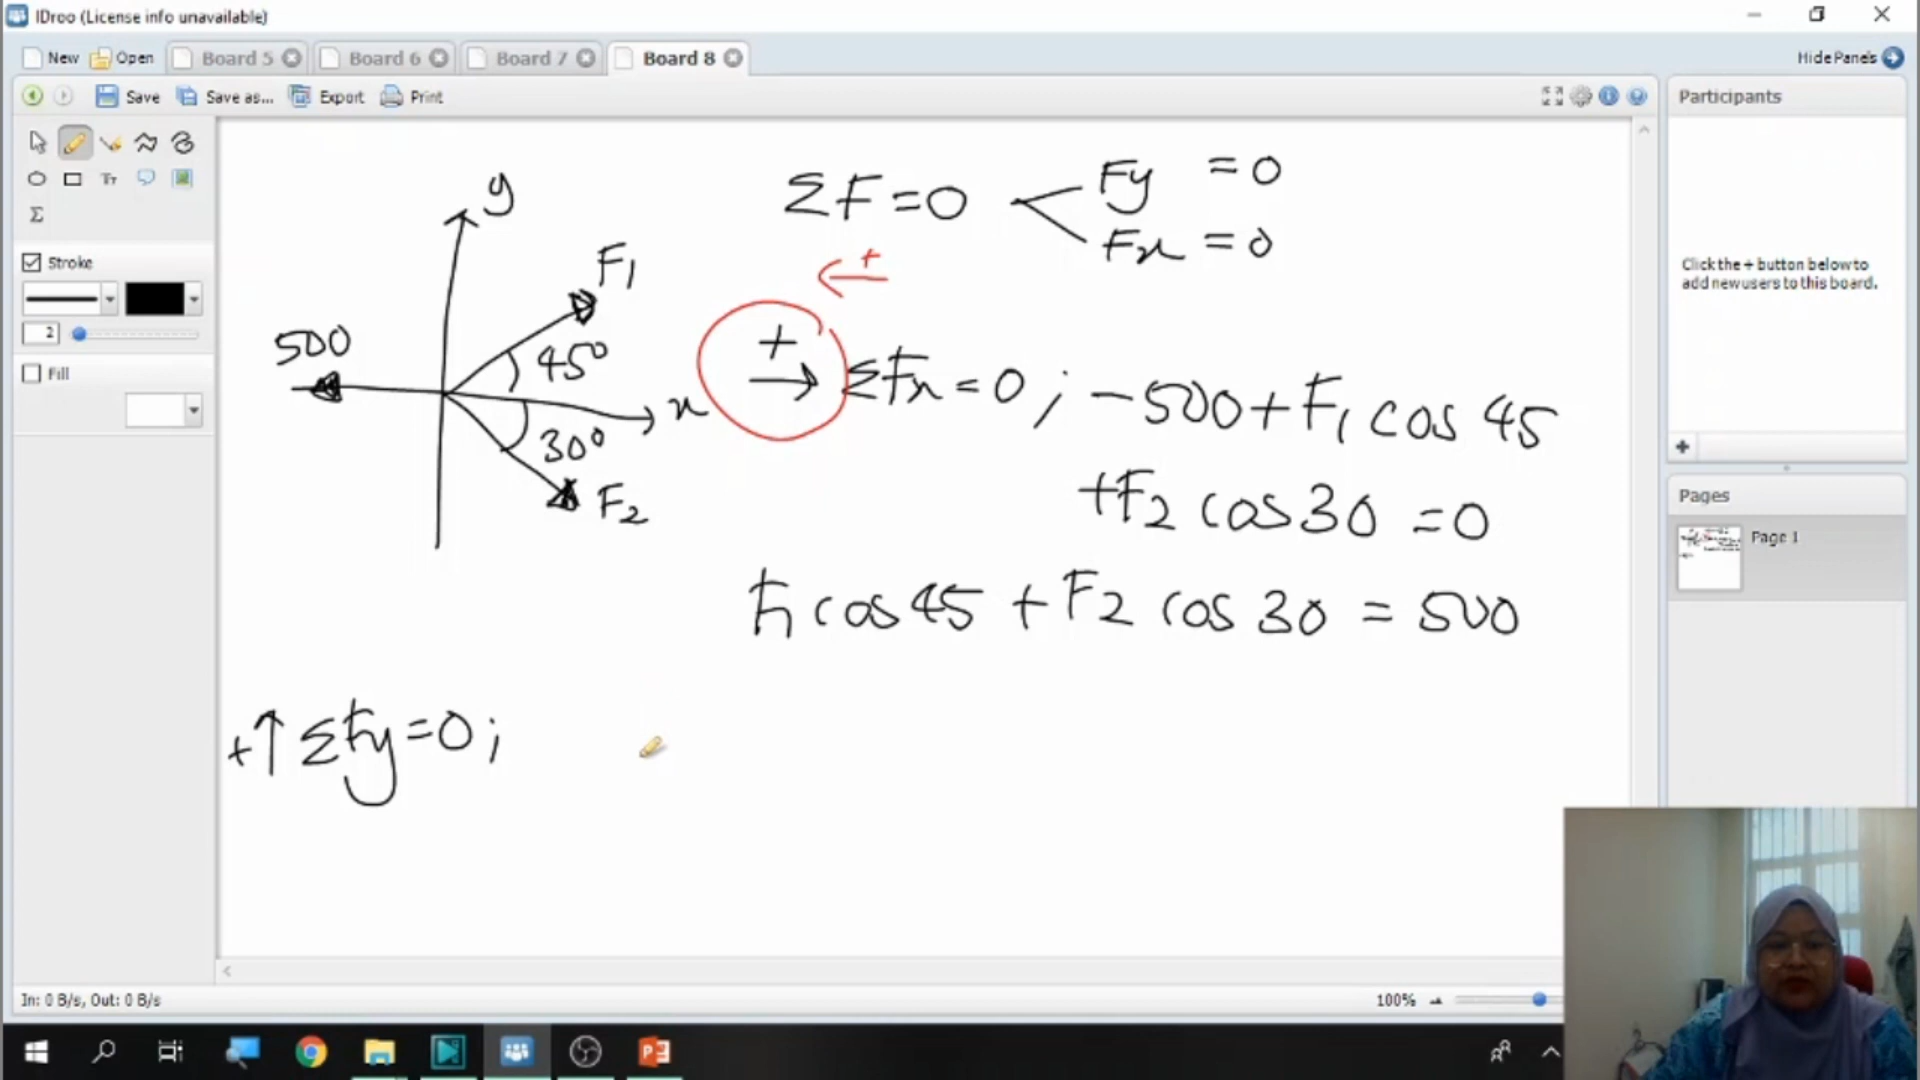 IDroo (License info unavailable)
New Open Board 5 Board 6 Board 7 Board 8 Hide Panels
Save Save as... Export Print
Participants
Click the + button below to
add new users to this board.
Stroke
2
Fill
Tт
Σ
y
F1
500
45°
x
30°
F2
ΣF=0
Fy =0
Fx =0
+
+
ΣFx=0; -500+F1 cos 45
+F2 cos 30 =0
F1 cos 45 + F2 cos 30 = 500
+↑ ΣFy=0;
Pages
Page 1
In: 0 B/s, Out: 0 B/s
100%